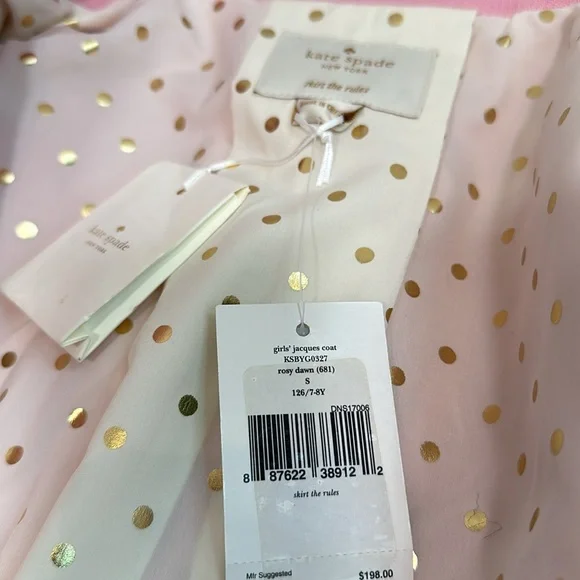 kate spade
NEW YORK
skirt the rules
kate spade
NEW YORK
girls' jacques coat
KSBYG0327
rosy dawn (681)
S
126/7-8Y
DNS17006
8 87622 38912 2
skirt the rules
Mfr Suggested $198.00